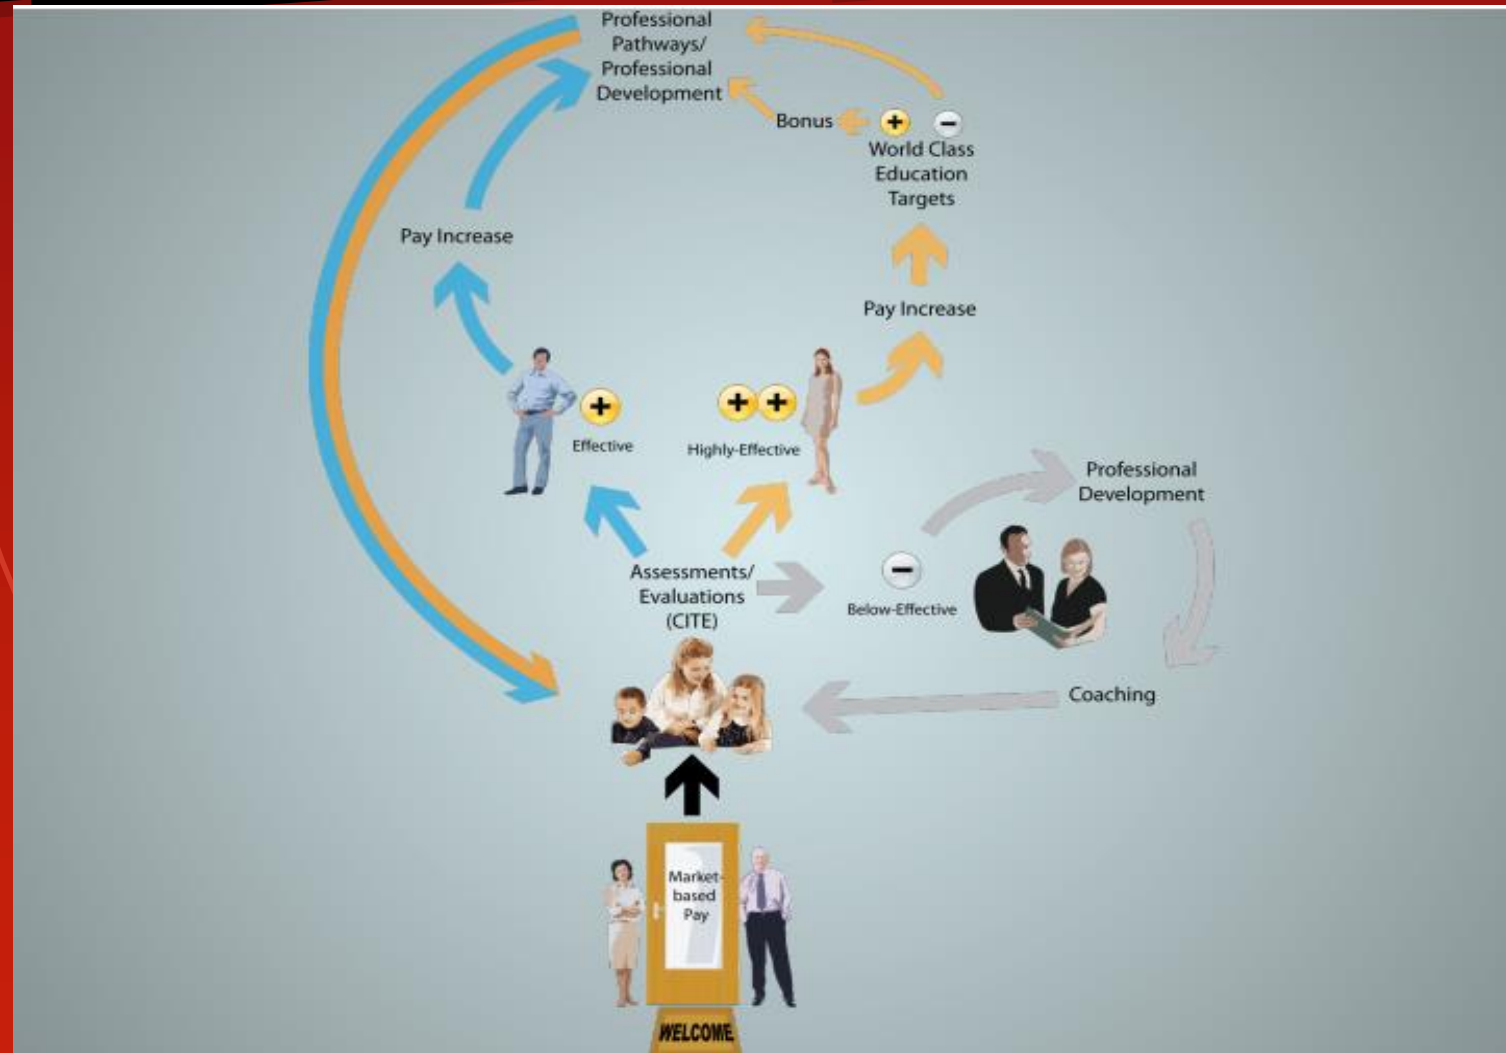 Professional
Pathways/
Professional
Development
Bonus
World Class
Education
Targets
Pay Increase
Pay Increase
Effective
Highly-Effective
Professional
Development
Assessments/
Evaluations
(CITE)
Below-Effective
Coaching
Market-
based
Pay
WELCOME